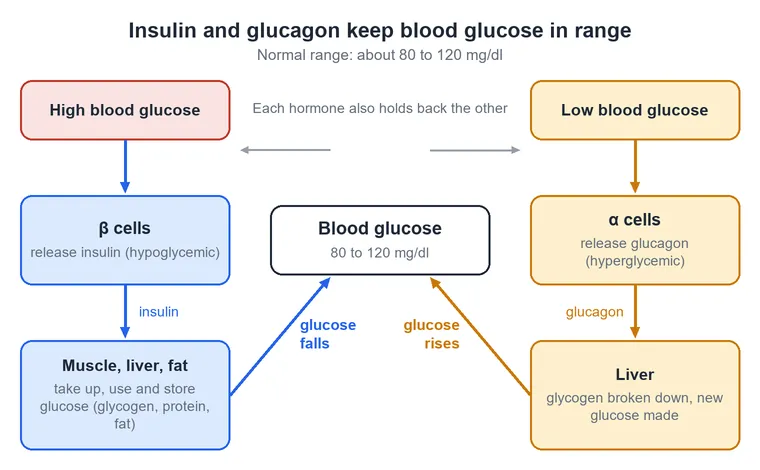 Insulin and glucagon keep blood glucose in range
Normal range: about 80 to 120 mg/dl
High blood glucose
Each hormone also holds back the other
Low blood glucose
β cells
release insulin (hypoglycemic)
Blood glucose
80 to 120 mg/dl
α cells
release glucagon
(hyperglycemic)
insulin
glucagon
glucose
falls
glucose
rises
Muscle, liver, fat
take up, use and store
glucose (glycogen, protein,
fat)
Liver
glycogen broken down, new
glucose made